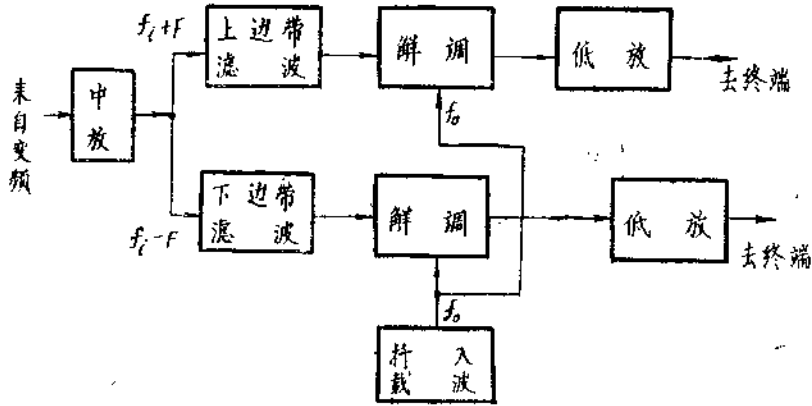 fi+F
上边带
滤波
解调
低放
去终端
来自变频
中放
f0
下边带
滤波
fi-F
解调
低放
去终端
f0
插入
载波